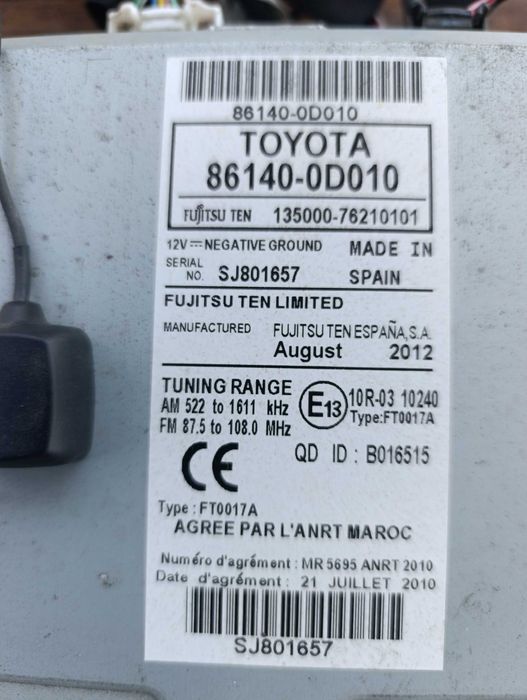 86140-0D010
TOYOTA
86140-0D010
FUJITSU TEN 135000-76210101
12V⎓NEGATIVE GROUND MADE IN
SERIAL NO. SJ801657 SPAIN
FUJITSU TEN LIMITED
MANUFACTURED FUJITSU TEN ESPAÑA,S.A.
August 2012
TUNING RANGE
AM 522 to 1611 kHz
FM 87.5 to 108.0 MHz
E13 10R-03 10240
Type:FT0017A
CE QD ID : B016515
Type : FT0017A
AGREE PAR L'ANRT MAROC
Numéro d'agrément : MR 5695 ANRT 2010
Date d'agrément : 21 JUILLET 2010
SJ801657